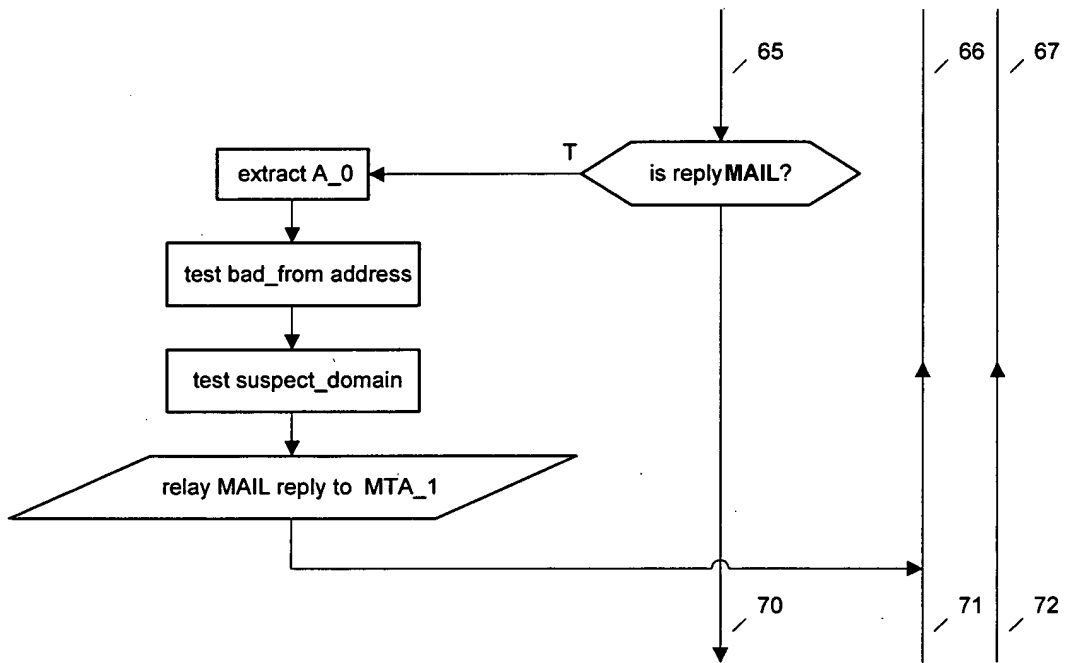 65
66
67
T
extract A_0
is reply MAIL?
test bad_from address
test suspect_domain
relay MAIL reply to MTA_1
70
71
72